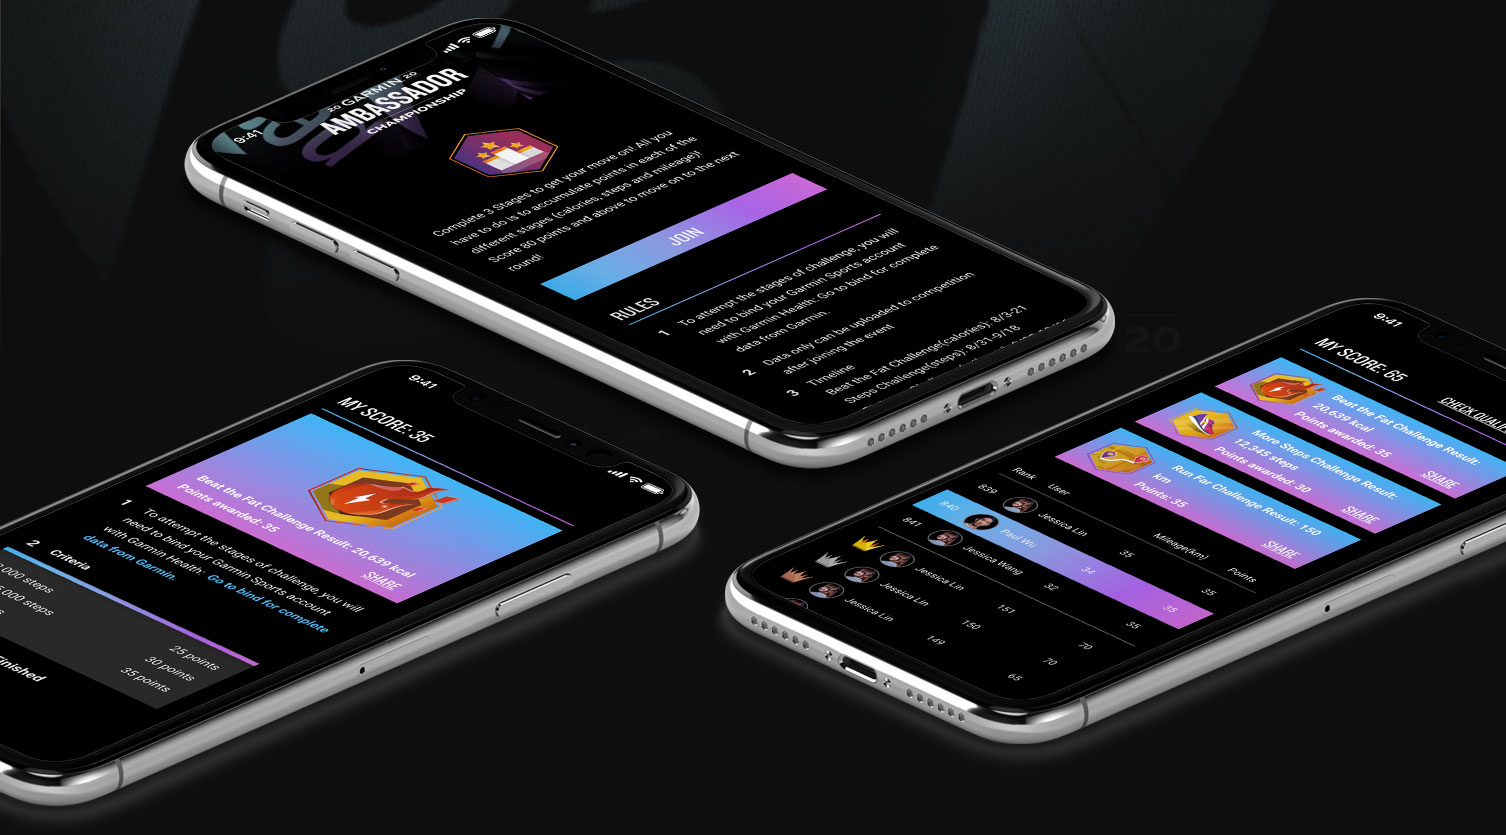 9:41
20 GARMIN 20
AMBASSADOR
CHAMPIONSHIP
Complete 3 Stages to get your move on! All you
have to do is to accumulate points in each of the
different stages (calories, steps and mileage)!
Score 80 points and above to move on to the next
round!
JOIN
RULES
1 To attempt the stages of challenge, you will
need to bind your Garmin Sports account
with Garmin Health: Go to bind for complete
data from Garmin.
2 Data only can be uploaded to competition
after joining the event
3 Timeline
Beat the Fat Challenge(calories): 8/3-21
Steps Challenge(steps): 8/31-9/18
20
9:41
MY SCORE: 35
Beat the Fat Challenge Result: 20,639 kcal
Points awarded: 35
SHARE
1 To attempt the stages of challenge, you will
need to bind your Garmin Sports account
with Garmin Health: Go to bind for complete
data from Garmin.
2 Criteria
000 steps 25 points
000 steps 30 points
35 points
Finished
9:41
MY SCORE: 65
CHECK
Beat the Fat Challenge Result:
20,639 kcal
Points awarded: 35
SHARE
More Steps Challenge Result:
12,345 steps
Points awarded: 30
SHARE
Run Far Challenge Result: 150
km
Points: 35
SHARE
Rank User Mileage(km) Points
839 Jessica Lin 35 35
840 Paul Wu 34 35
841 Jessica Wang 32 35
Jessica Lin 151 70
Jessica Lin 150 70
Jessica Lin 149 65